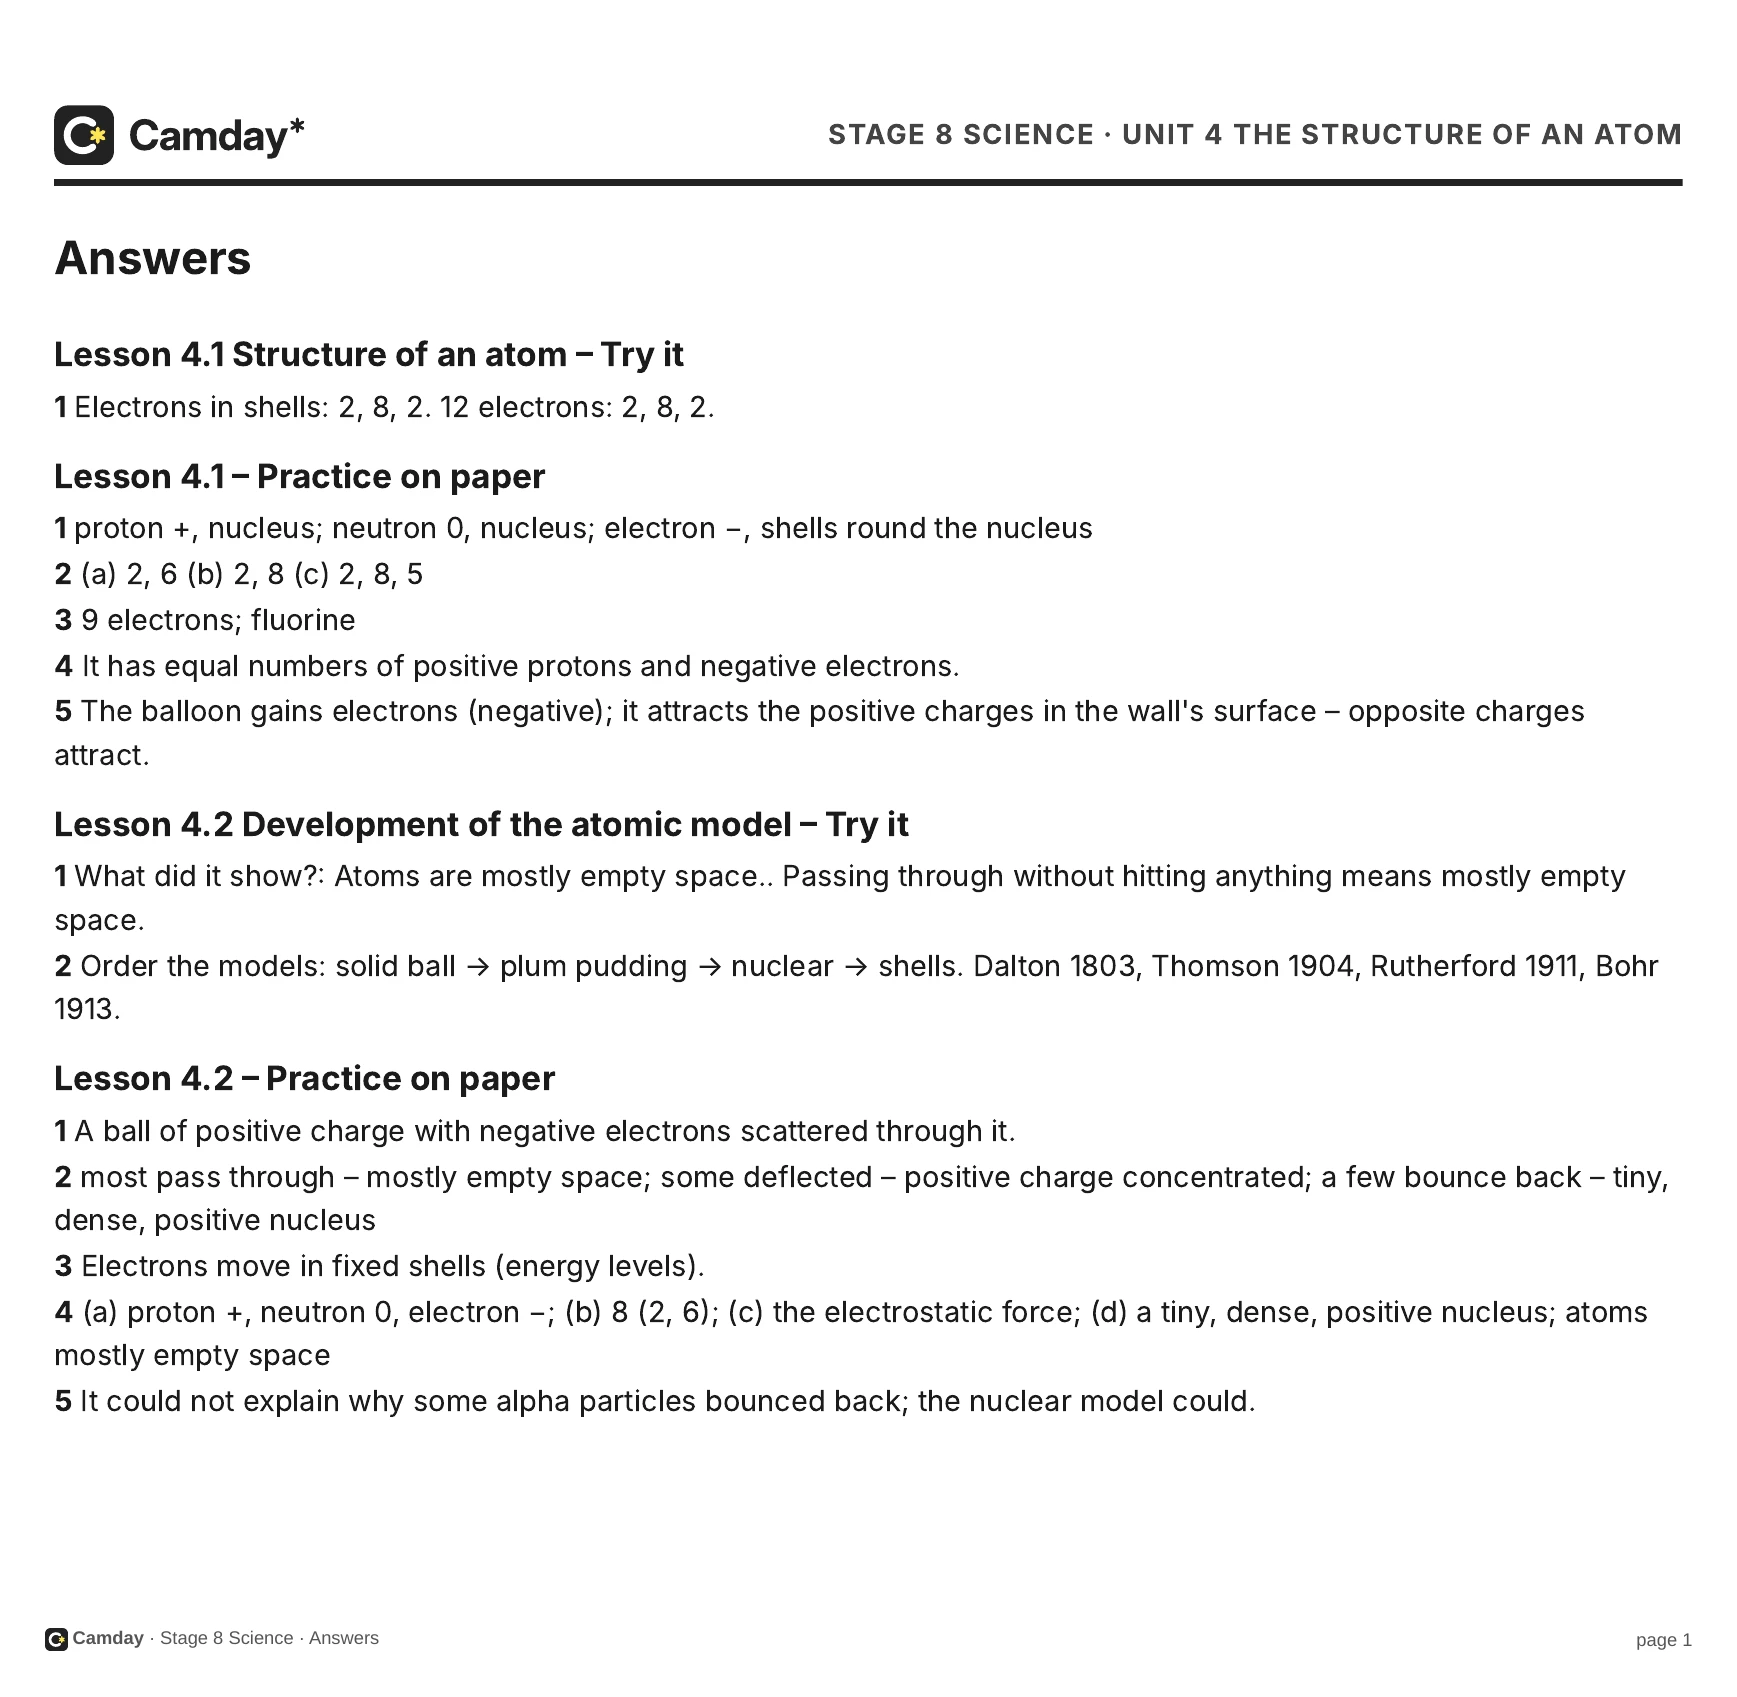 Camday*
STAGE 8 SCIENCE · UNIT 4 THE STRUCTURE OF AN ATOM
Answers
Lesson 4.1 Structure of an atom – Try it
1 Electrons in shells: 2, 8, 2. 12 electrons: 2, 8, 2.
Lesson 4.1 – Practice on paper
1 proton +, nucleus; neutron 0, nucleus; electron −, shells round the nucleus
2 (a) 2, 6 (b) 2, 8 (c) 2, 8, 5
3 9 electrons; fluorine
4 It has equal numbers of positive protons and negative electrons.
5 The balloon gains electrons (negative); it attracts the positive charges in the wall's surface – opposite charges
attract.
Lesson 4.2 Development of the atomic model – Try it
1 What did it show?: Atoms are mostly empty space.. Passing through without hitting anything means mostly empty
space.
2 Order the models: solid ball → plum pudding → nuclear → shells. Dalton 1803, Thomson 1904, Rutherford 1911, Bohr
1913.
Lesson 4.2 – Practice on paper
1 A ball of positive charge with negative electrons scattered through it.
2 most pass through – mostly empty space; some deflected – positive charge concentrated; a few bounce back – tiny,
dense, positive nucleus
3 Electrons move in fixed shells (energy levels).
4 (a) proton +, neutron 0, electron −; (b) 8 (2, 6); (c) the electrostatic force; (d) a tiny, dense, positive nucleus; atoms
mostly empty space
5 It could not explain why some alpha particles bounced back; the nuclear model could.
Camday · Stage 8 Science · Answers
page 1